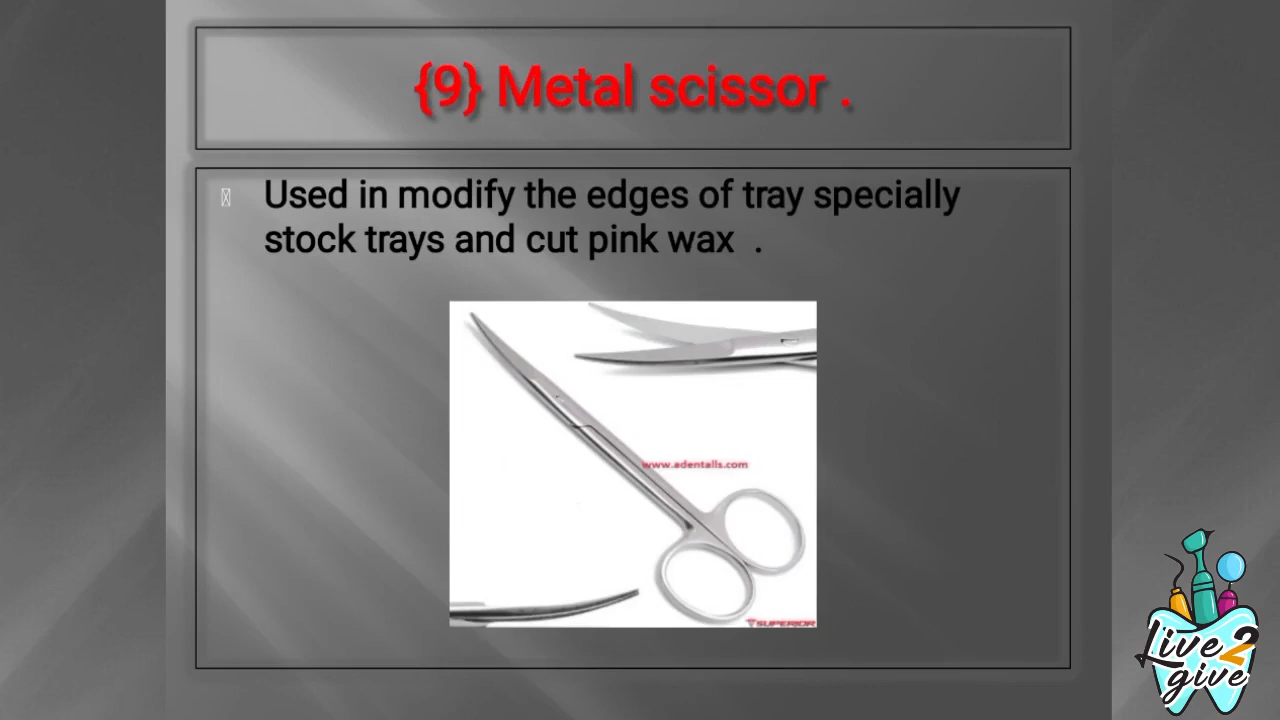 {9} Metal scissor .
Used in modify the edges of tray specially
stock trays and cut pink wax  .
www.adentalls.com
SUPERIOR
Live 2
give